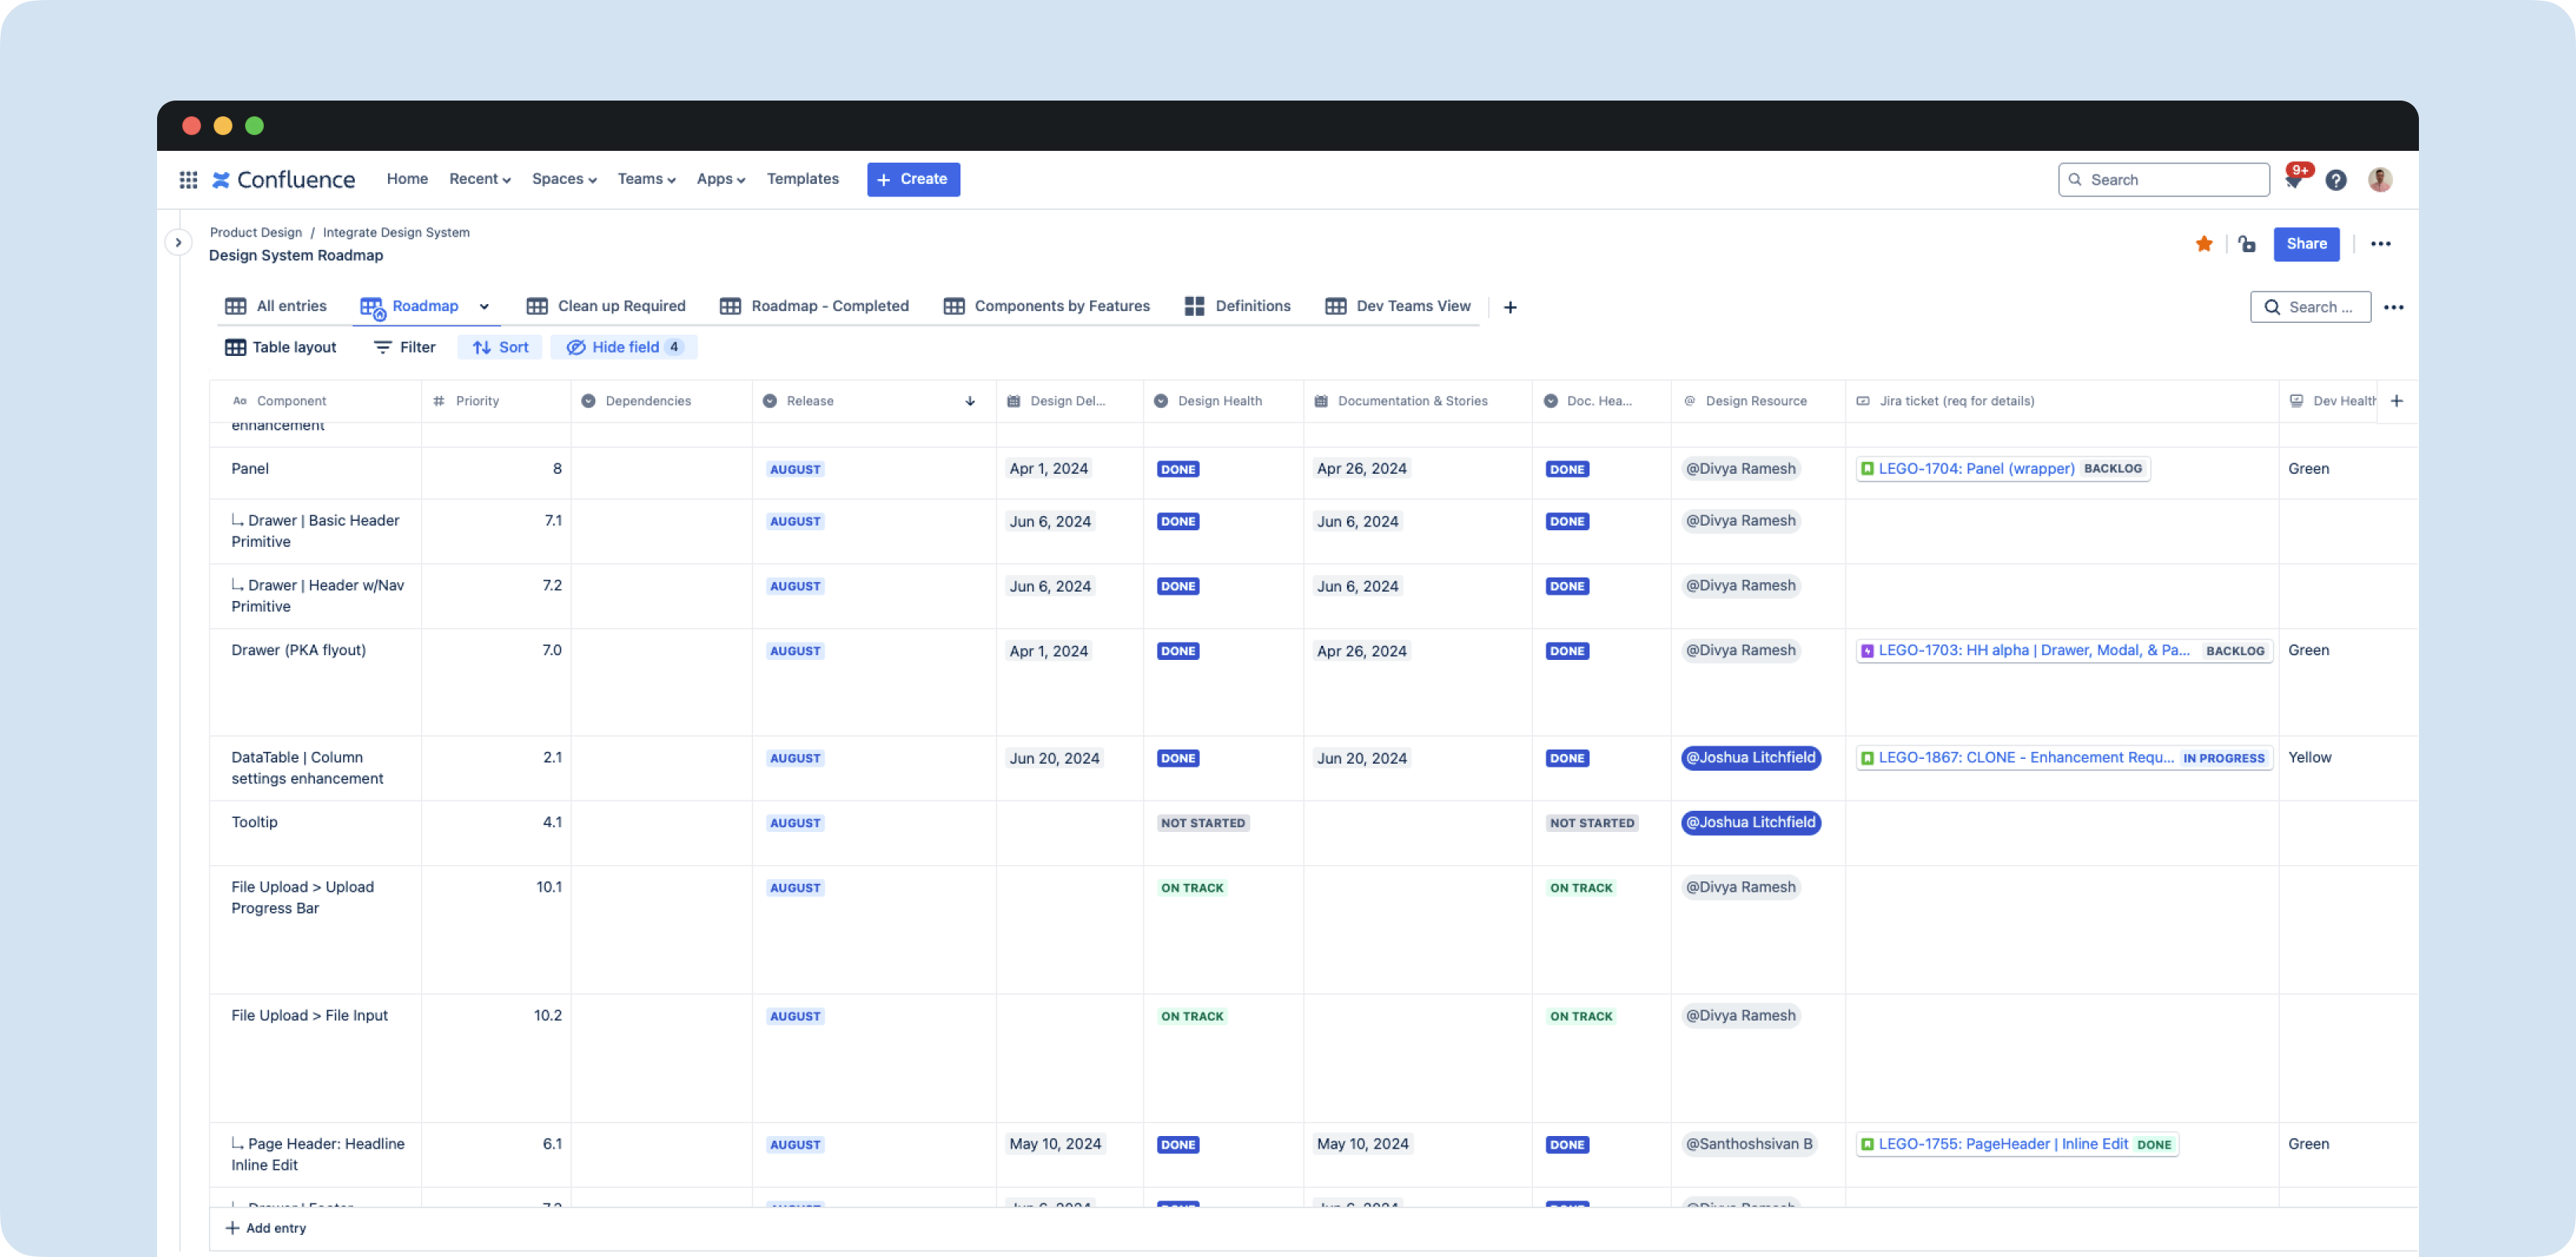 Confluence Home Recent Spaces Teams Apps Templates + Create Search 9+ ?
Product Design / Integrate Design System
Design System Roadmap
Share
All entries Roadmap Clean up Required Roadmap - Completed Components by Features Definitions Dev Teams View + Search ...
Table layout Filter Sort Hide field 4
Aa Component # Priority Dependencies Release Design Del... Design Health Documentation & Stories Doc. Hea... @ Design Resource Jira ticket (req for details) Dev Health +
enhancement
Panel 8 AUGUST Apr 1, 2024 DONE Apr 26, 2024 DONE @Divya Ramesh LEGO-1704: Panel (wrapper) BACKLOG Green
Drawer | Basic Header 7.1 AUGUST Jun 6, 2024 DONE Jun 6, 2024 DONE @Divya Ramesh
Primitive
Drawer | Header w/Nav 7.2 AUGUST Jun 6, 2024 DONE Jun 6, 2024 DONE @Divya Ramesh
Primitive
Drawer (PKA flyout) 7.0 AUGUST Apr 1, 2024 DONE Apr 26, 2024 DONE @Divya Ramesh LEGO-1703: HH alpha | Drawer, Modal, & Pa... BACKLOG Green
DataTable | Column 2.1 AUGUST Jun 20, 2024 DONE Jun 20, 2024 DONE @Joshua Litchfield LEGO-1867: CLONE - Enhancement Requ... IN PROGRESS Yellow
settings enhancement
Tooltip 4.1 AUGUST NOT STARTED NOT STARTED @Joshua Litchfield
File Upload > Upload 10.1 AUGUST ON TRACK ON TRACK @Divya Ramesh
Progress Bar
File Upload > File Input 10.2 AUGUST ON TRACK ON TRACK @Divya Ramesh
Page Header: Headline 6.1 AUGUST May 10, 2024 DONE May 10, 2024 DONE @Santhoshsivan B LEGO-1755: PageHeader | Inline Edit DONE Green
Inline Edit
+ Add entry